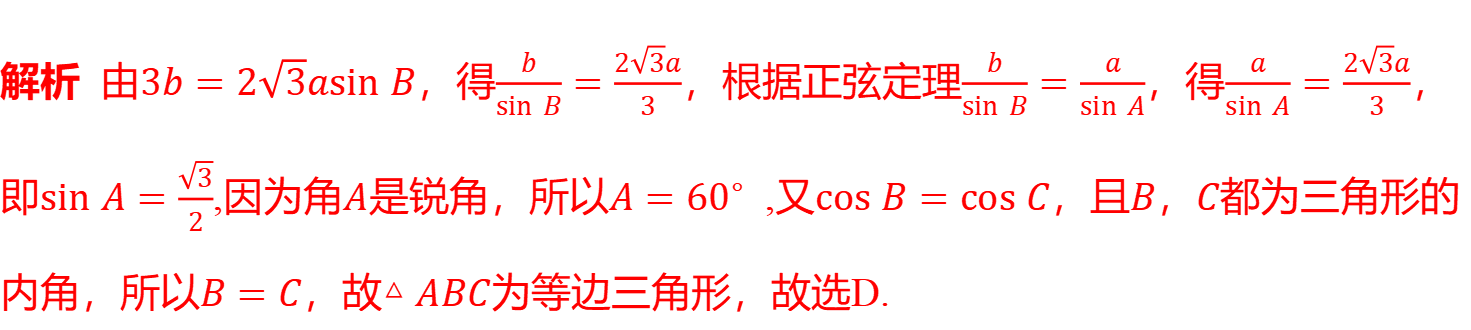 解析 由3b = 2√3asin B，得b/sin B = 2√3a/3，根据正弦定理b/sin B = a/sin A，得a/sin A = 2√3a/3，
即sin A = √3/2,因为角A是锐角，所以A = 60° ,又cos B = cos C，且B，C都为三角形的
内角，所以B = C，故△ ABC为等边三角形，故选D.